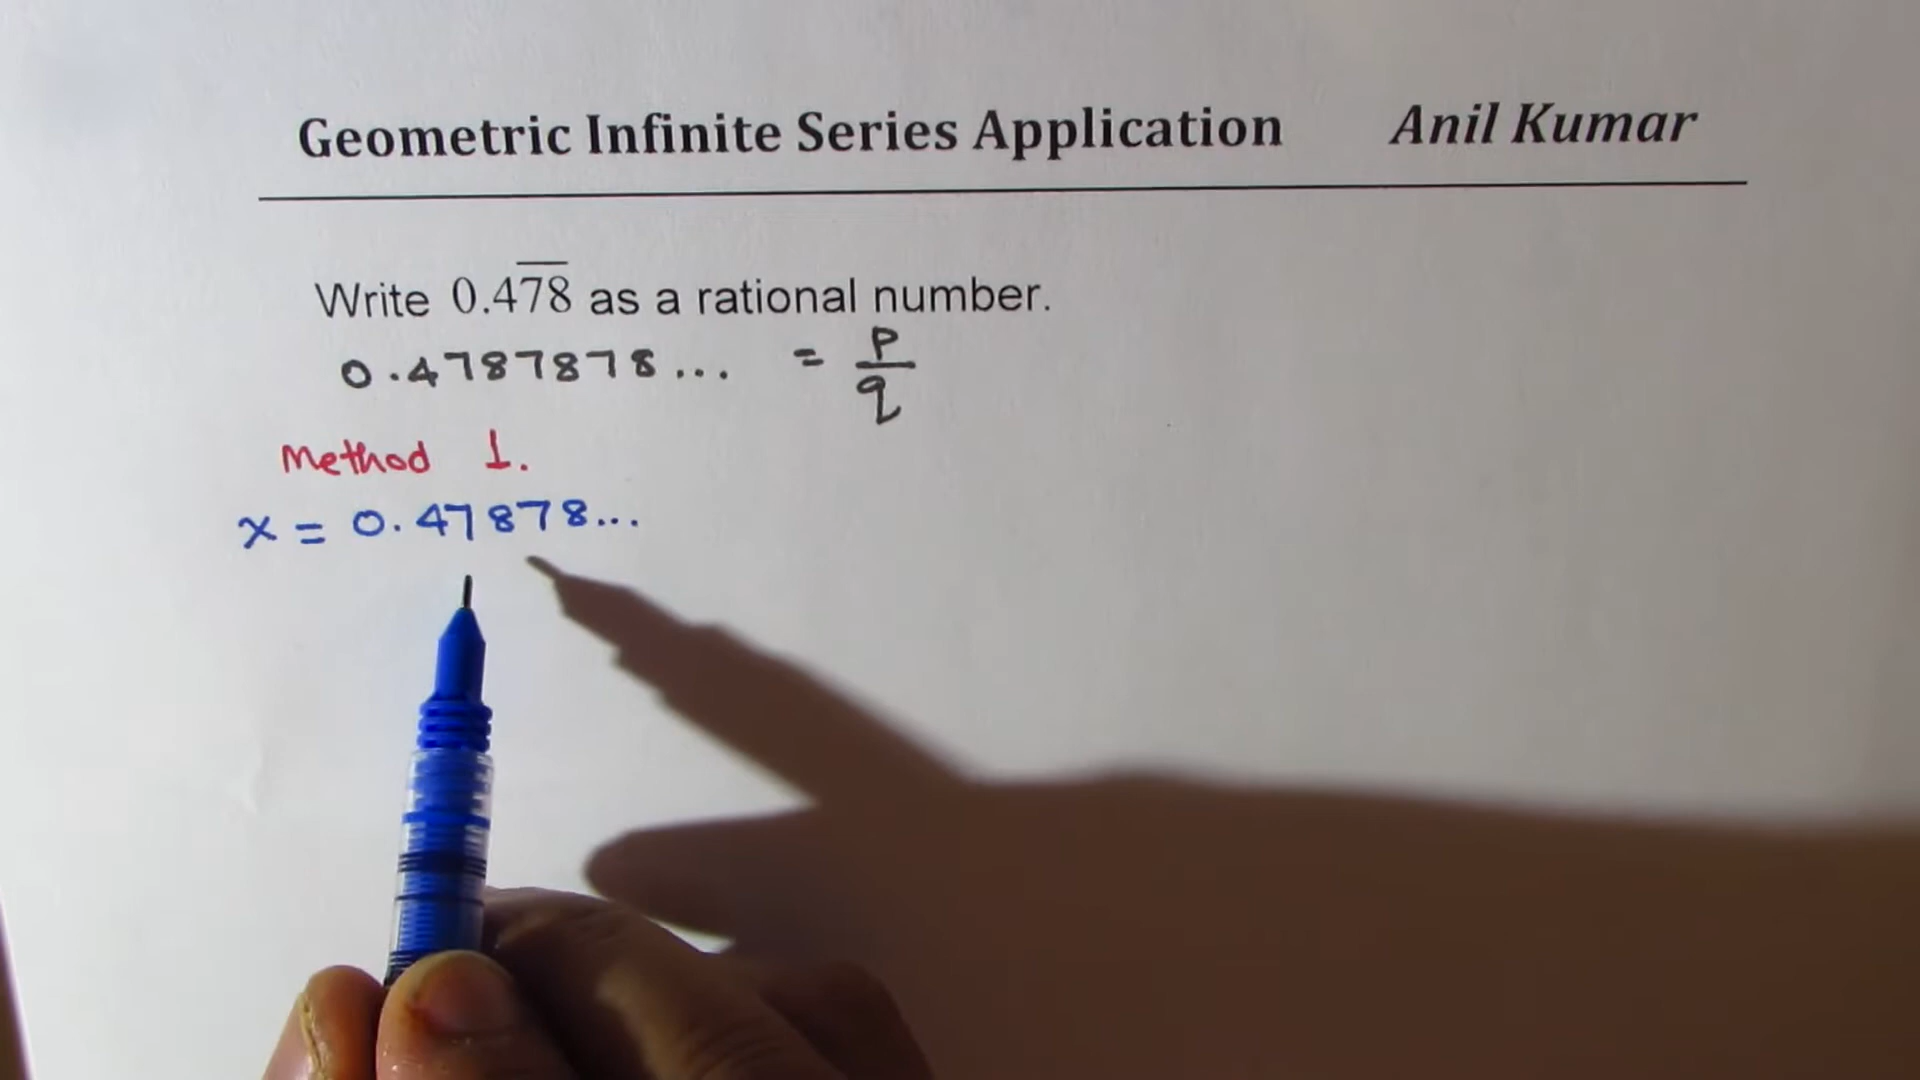 Geometric Infinite Series Application Anil Kumar
Write 0.4\overline{78} as a rational number.
0.4787878... = p/q
Method 1.
x = 0.47878...